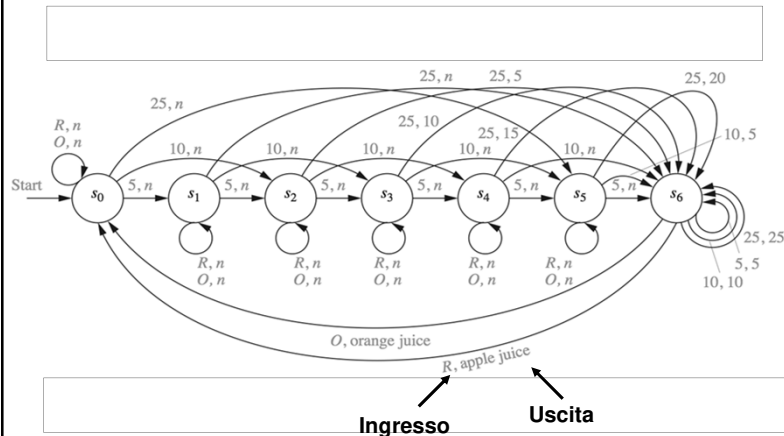 25, n
25, 5
25, 20
25, n
25, 10
25, 15
10, 5
R, n
O, n
10, n
10, n
10, n
10, n
10, n
Start
s0
5, n
s1
5, n
s2
5, n
s3
5, n
s4
5, n
s5
5, n
s6
25, 25
5, 5
10, 10
R, n
O, n
R, n
O, n
R, n
O, n
R, n
O, n
R, n
O, n
O, orange juice
R, apple juice
Ingresso
Uscita